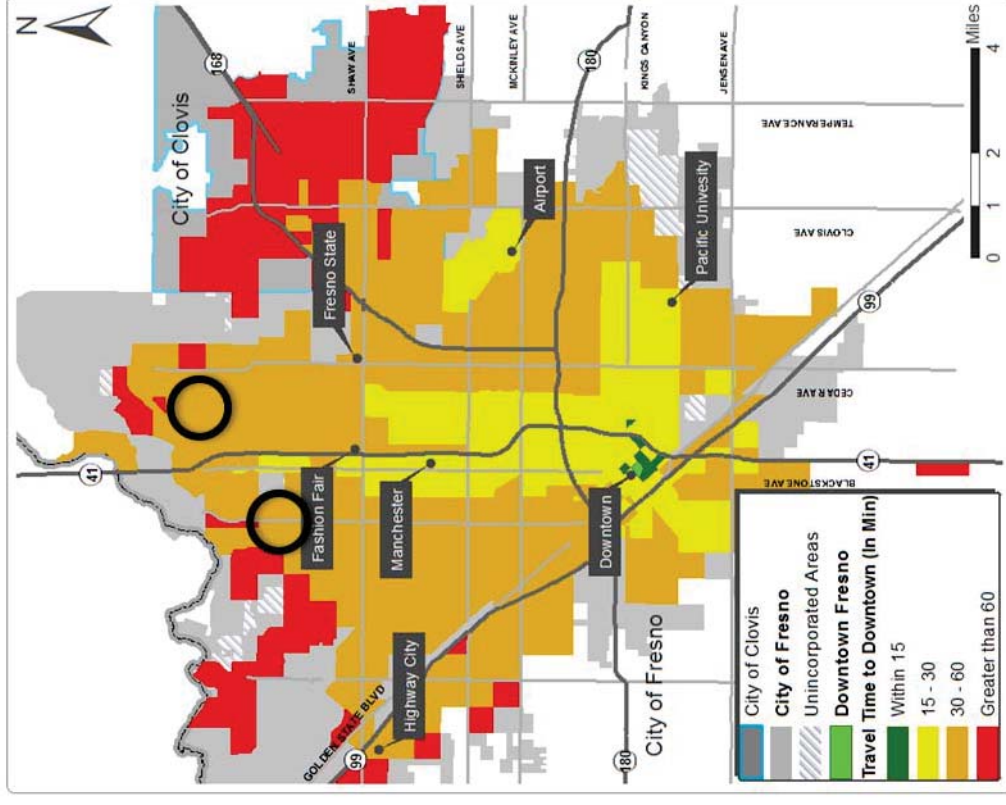 N
168
City of Clovis
SHAW AVE
SHIELDS AVE
MCKINLEY AVE
180
KINGS CANYON
JENSEN AVE
TEMPERANCE AVE
CLOVIS AVE
CEDAR AVE
BLACKSTONE AVE
Fresno State
Airport
Pacific Univesity
41
Fashion Fair
Manchester
Downtown
Highway City
GOLDEN STATE BLVD
99
99
180
41
City of Fresno
0 1 2 4
Miles
City of Clovis
City of Fresno
Unincorporated Areas
Downtown Fresno
Travel Time to Downtown (In Min)
Within 15
15 - 30
30 - 60
Greater than 60